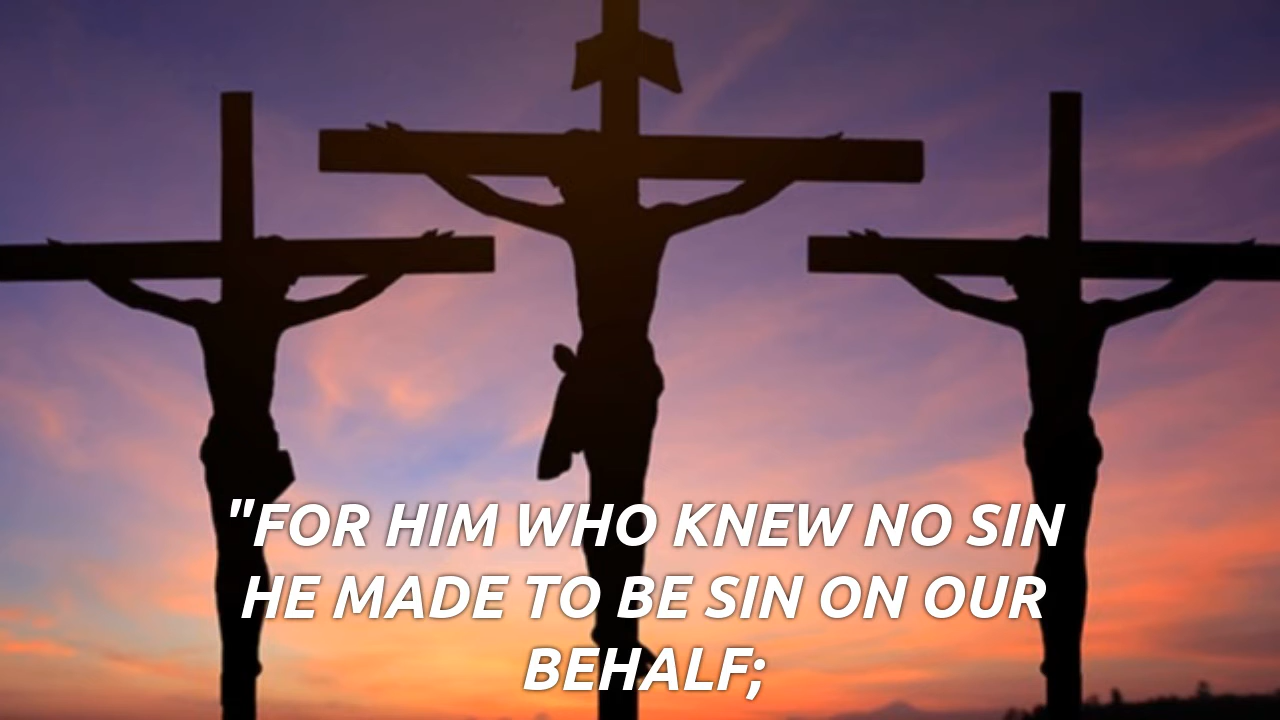 "FOR HIM WHO KNEW NO SIN
HE MADE TO BE SIN ON OUR
BEHALF;